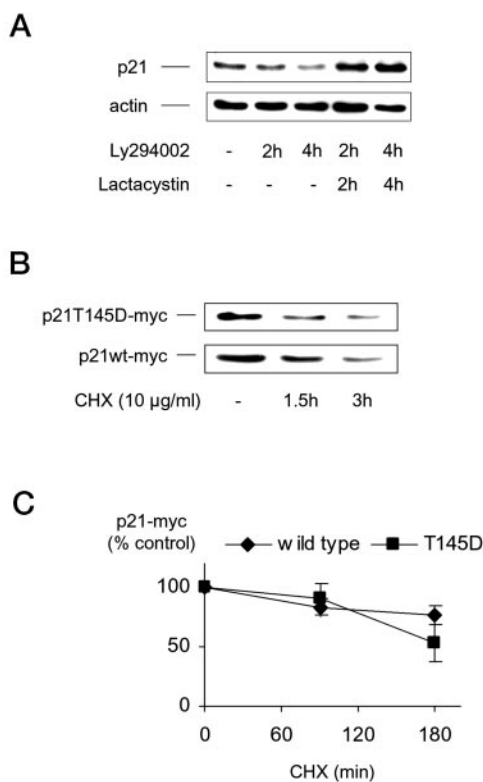 A
p21
actin
Ly294002 - 2h 4h 2h 4h
Lactacystin - - - 2h 4h
B
p21T145D-myc
p21wt-myc
CHX (10 µg/ml) - 1.5h 3h
C
p21-myc
(% control)
wild type T145D
100
50
0
0 60 120 180
CHX (min)